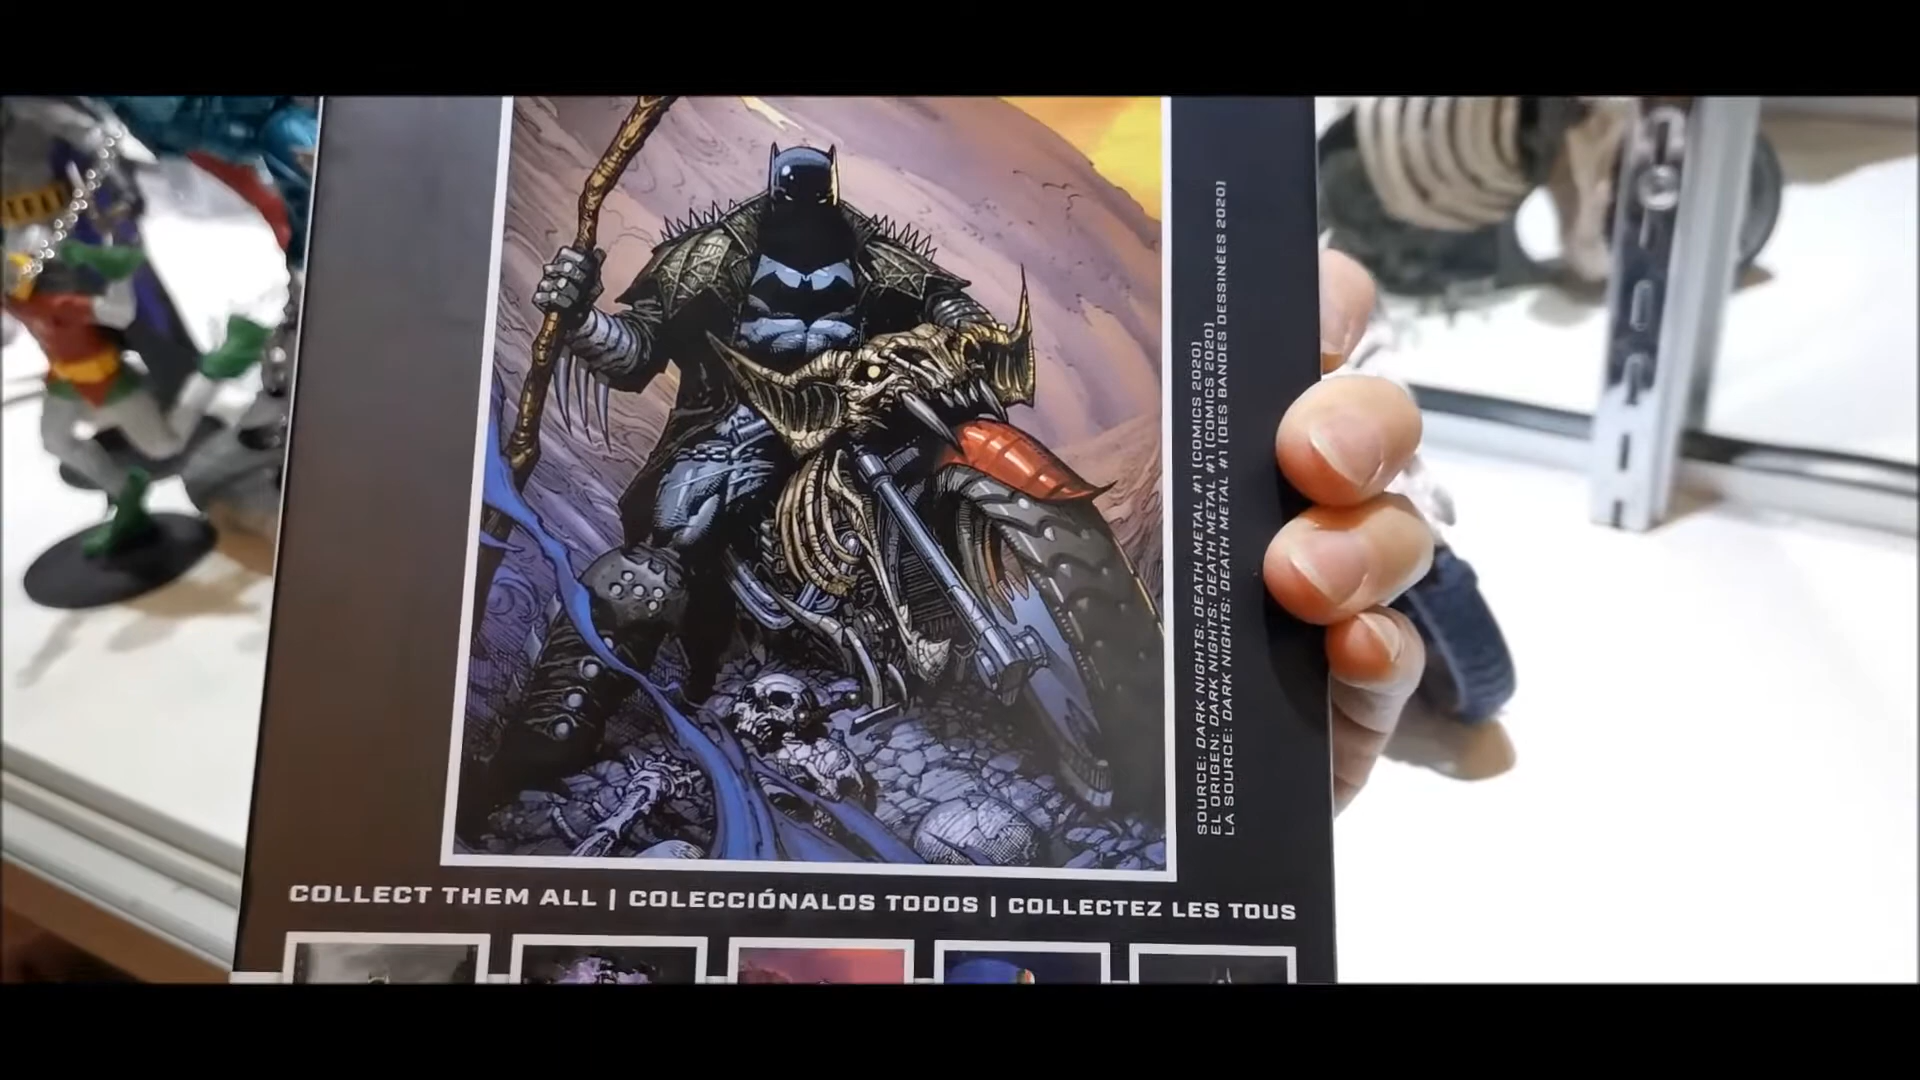 SOURCE: DARK NIGHTS: DEATH METAL #1 (COMICS 2020)
EL ORIGEN: DARK NIGHTS: DEATH METAL #1 (COMICS 2020)
LA SOURCE: DARK NIGHTS: DEATH METAL #1 (DES BANDES DESSINÉES 2020)
COLLECT THEM ALL | COLECCIÓNALOS TODOS | COLLECTEZ LES TOUS